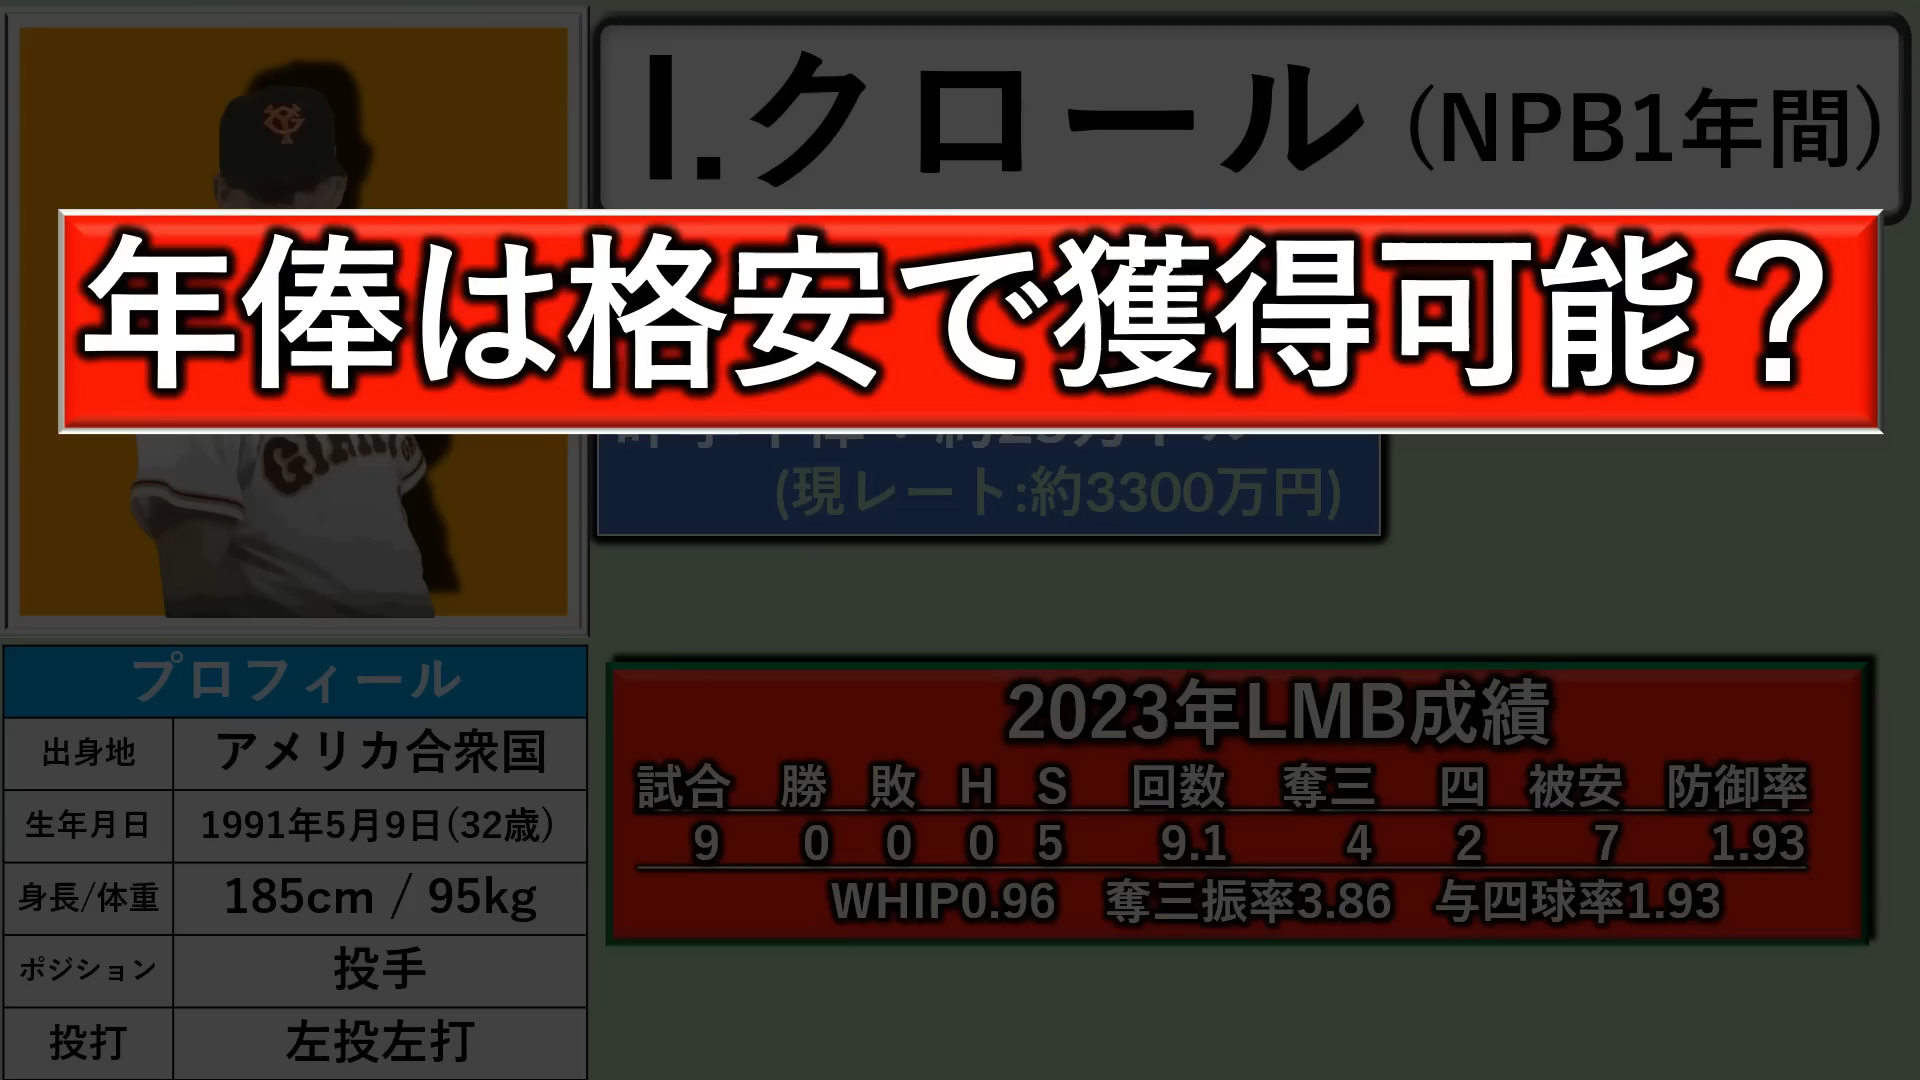 I.クロール (NPB1年間)
年俸は格安で獲得可能？
(現レート:約3300万円)
GIAN
プロフィール
出身地 アメリカ合衆国
生年月日 1991年5月9日(32歳)
身長/体重 185cm / 95kg
ポジション 投手
投打 左投左打
2023年LMB成績
試合 勝 敗 H S 回数 奪三 四 被安 防御率
9 0 0 0 5 9.1 4 2 7 1.93
WHIP0.96 奪三振率3.86 与四球率1.93